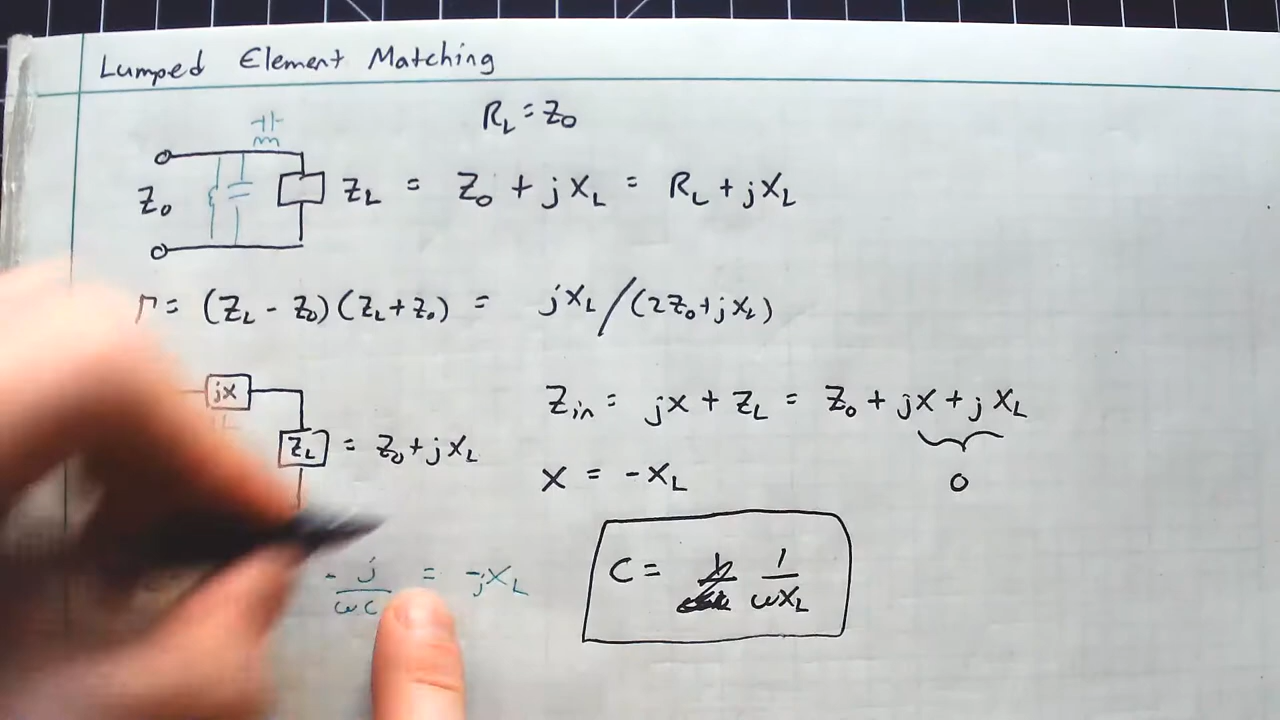 Lumped Element Matching
R_L = Z_0
Z_0 Z_L = Z_0 + jX_L = R_L + jX_L
Γ = (Z_L - Z_0)(Z_L + Z_0) = jX_L/(2Z_0 + jX_L)
jX
Z_in = jX + Z_L = Z_0 + jX + jX_L
Z_L = Z_0 + jX_L
X = -X_L
0
-j/ωC = -jX_L
C = 1/ωX_L